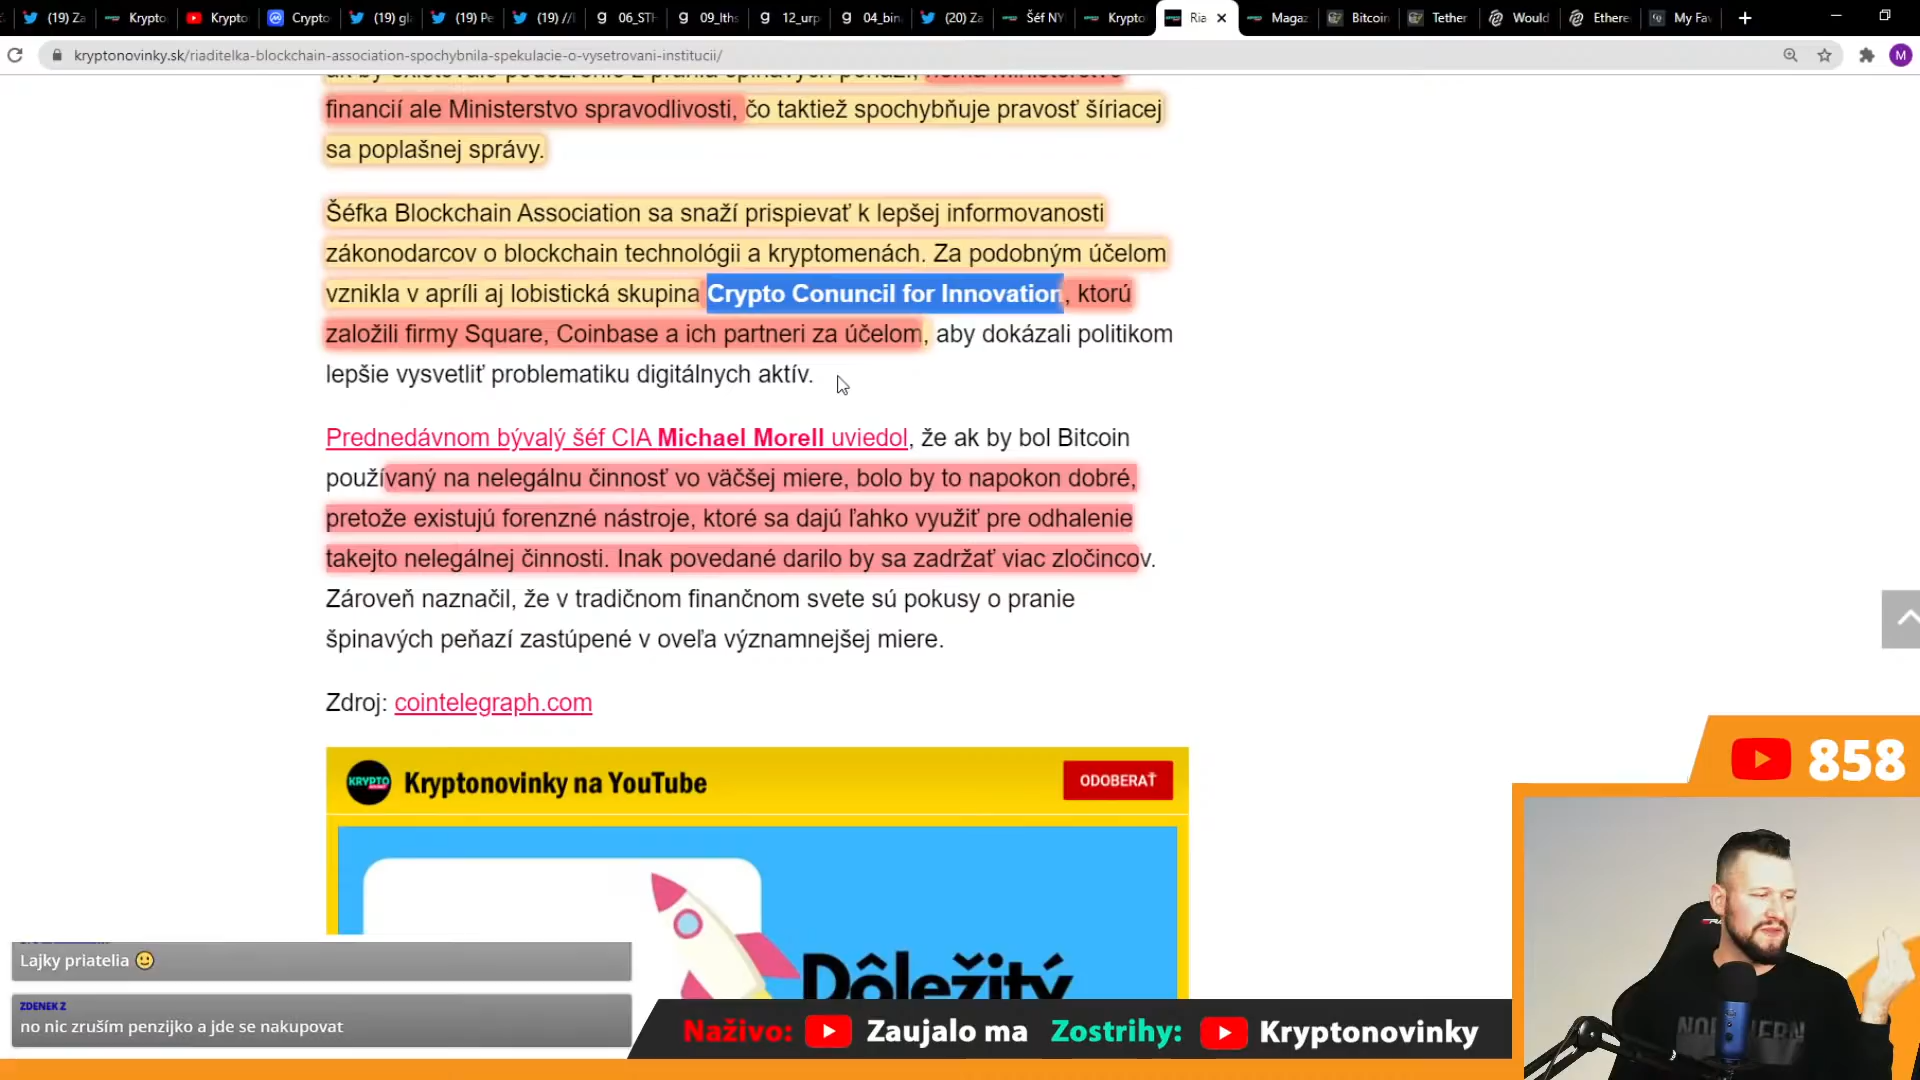 (19) Za
Krypto
Krypto
Crypto
(19) gl
(19) Pe
(19) //
06_STH
09_lths
12_urp
04_bin
(20) Za
Šéf NY
Krypto
Ria
Magaz
Bitcoin
Tether
Would
Ethere
My Fav
kryptonovinky.sk/riaditelka-blockchain-association-spochybnila-spekulacie-o-vysetrovani-institucii/
M
financií ale Ministerstvo spravodlivosti, čo taktiež spochybňuje pravosť šíriacej
sa poplašnej správy.
Šéfka Blockchain Association sa snaží prispievať k lepšej informovanosti
zákonodarcov o blockchain technológii a kryptomenách. Za podobným účelom
vznikla v apríli aj lobistická skupina Crypto Conuncil for Innovation, ktorú
založili firmy Square, Coinbase a ich partneri za účelom, aby dokázali politikom
lepšie vysvetliť problematiku digitálnych aktív.
Prednedávnom bývalý šéf CIA Michael Morell uviedol, že ak by bol Bitcoin
používaný na nelegálnu činnosť vo väčšej miere, bolo by to napokon dobré,
pretože existujú forenzné nástroje, ktoré sa dajú ľahko využiť pre odhalenie
takejto nelegálnej činnosti. Inak povedané darilo by sa zadržať viac zločincov.
Zároveň naznačil, že v tradičnom finančnom svete sú pokusy o pranie
špinavých peňazí zastúpené v oveľa významnejšej miere.
Zdroj: cointelegraph.com
KRYPTO
Kryptonovinky na YouTube
ODOBERAŤ
Dôležitý
858
Lajky priatelia
ZDENEK Z
no nic zruším penzijko a jde se nakupovat
Naživo: Zaujalo ma Zostrihy: Kryptonovinky